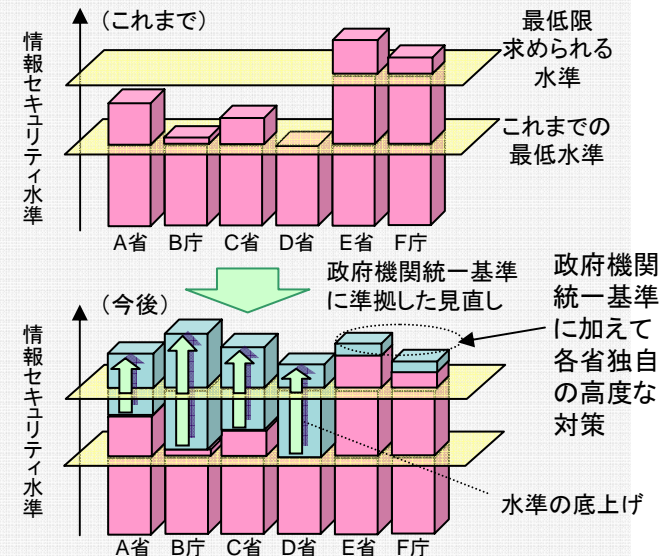 (これまで)
情報セキュリティ水準
最低限
求められる
水準
これまでの
最低水準
A省 B庁 C省 D省 E省 F庁
政府機関統一基準
に準拠した見直し
(今後)
情報セキュリティ水準
政府機関
統一基準
に加えて
各省独自
の高度な
対策
水準の底上げ
A省 B庁 C省 D省 E省 F庁